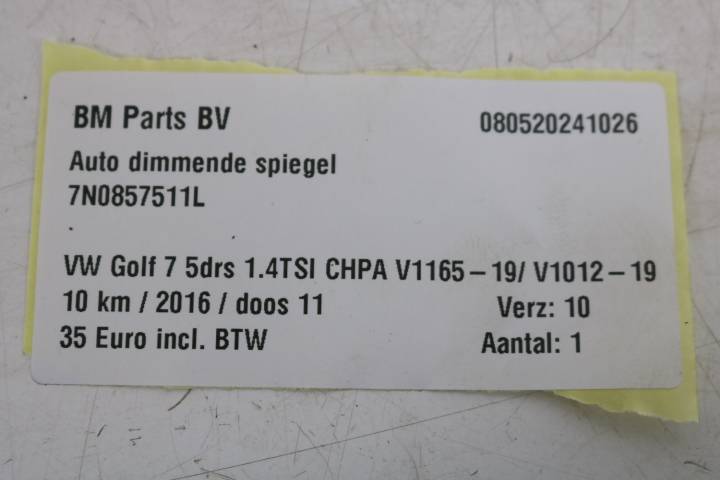 BM Parts BV 080520241026
Auto dimmende spiegel
7N0857511L
.
VW Golf 7 5drs 1.4TSI CHPA V1165-19/ V1012-19
10 km / 2016 / doos 11 Verz: 10
35 Euro incl. BTW Aantal: 1